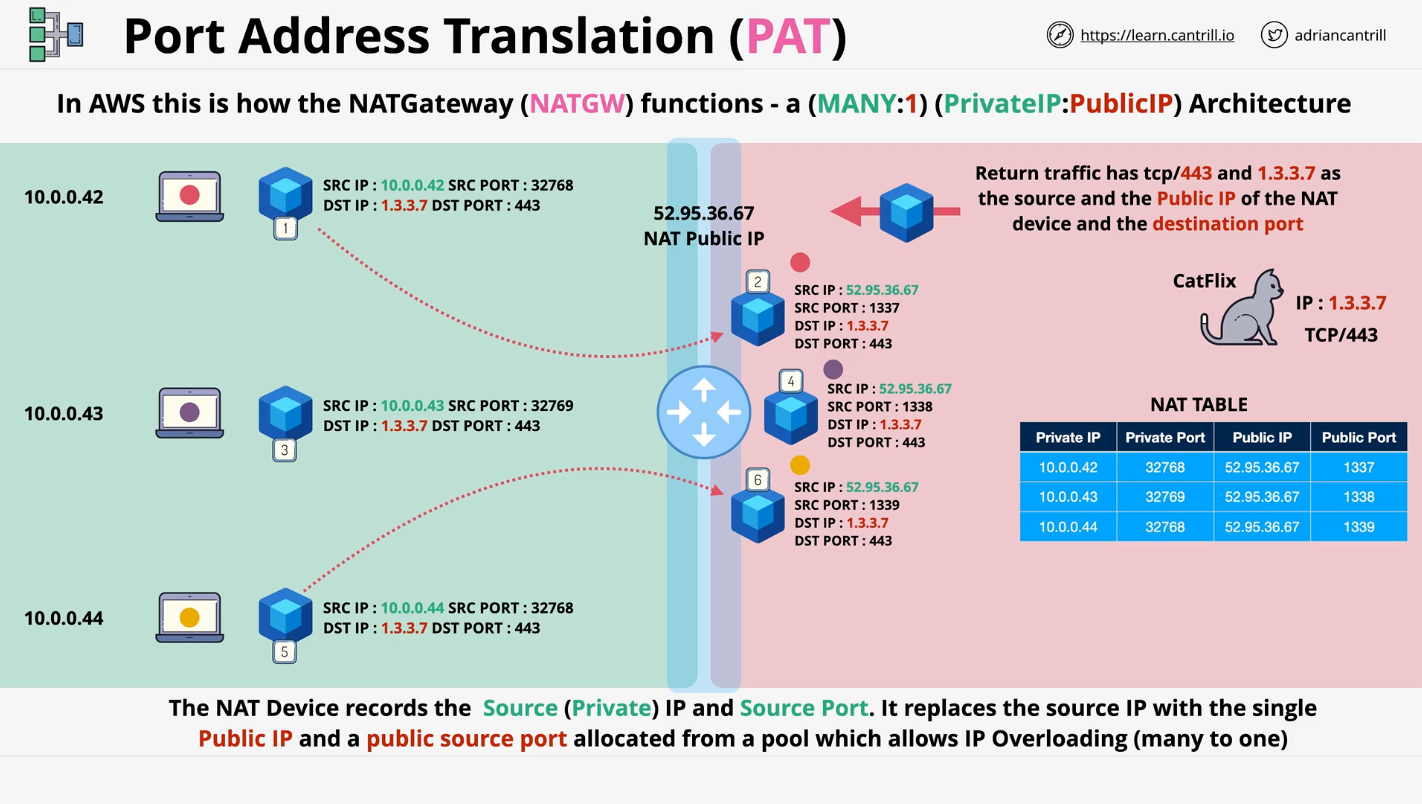 Port Address Translation (PAT)
https://learn.cantrill.io
adriancantrill
In AWS this is how the NATGateway (NATGW) functions - a (MANY:1) (PrivateIP:PublicIP) Architecture
10.0.0.42
1
SRC IP : 10.0.0.42 SRC PORT : 32768
DST IP : 1.3.3.7 DST PORT : 443
52.95.36.67
NAT Public IP
Return traffic has tcp/443 and 1.3.3.7 as
the source and the Public IP of the NAT
device and the destination port
2
SRC IP : 52.95.36.67
SRC PORT : 1337
DST IP : 1.3.3.7
DST PORT : 443
CatFlix
IP : 1.3.3.7
TCP/443
10.0.0.43
3
SRC IP : 10.0.0.43 SRC PORT : 32769
DST IP : 1.3.3.7 DST PORT : 443
4
SRC IP : 52.95.36.67
SRC PORT : 1338
DST IP : 1.3.3.7
DST PORT : 443
NAT TABLE
Private IP Private Port Public IP Public Port
10.0.0.42 32768 52.95.36.67 1337
10.0.0.43 32769 52.95.36.67 1338
10.0.0.44 32768 52.95.36.67 1339
6
SRC IP : 52.95.36.67
SRC PORT : 1339
DST IP : 1.3.3.7
DST PORT : 443
10.0.0.44
5
SRC IP : 10.0.0.44 SRC PORT : 32768
DST IP : 1.3.3.7 DST PORT : 443
The NAT Device records the Source (Private) IP and Source Port. It replaces the source IP with the single
Public IP and a public source port allocated from a pool which allows IP Overloading (many to one)